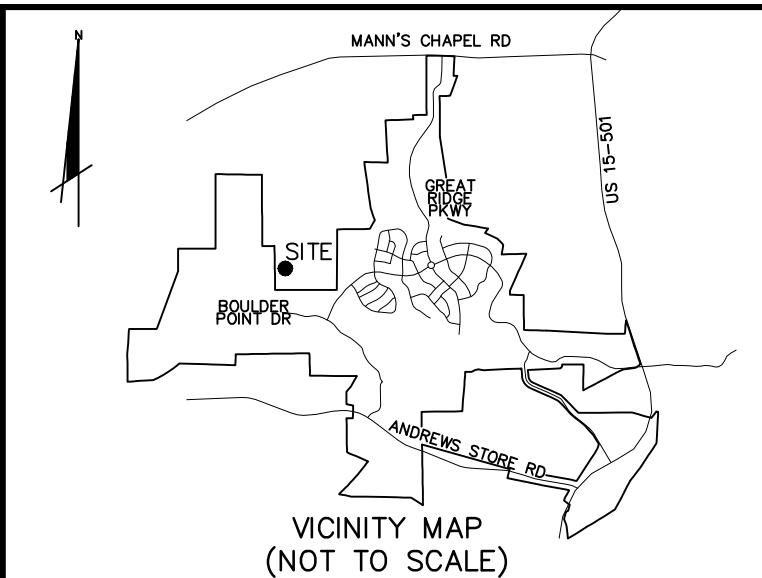 N
MANN'S CHAPEL RD
US 15-501
GREAT
RIDGE
PKWY
SITE
BOULDER
POINT DR
ANDREWS STORE RD
VICINITY MAP
(NOT TO SCALE)